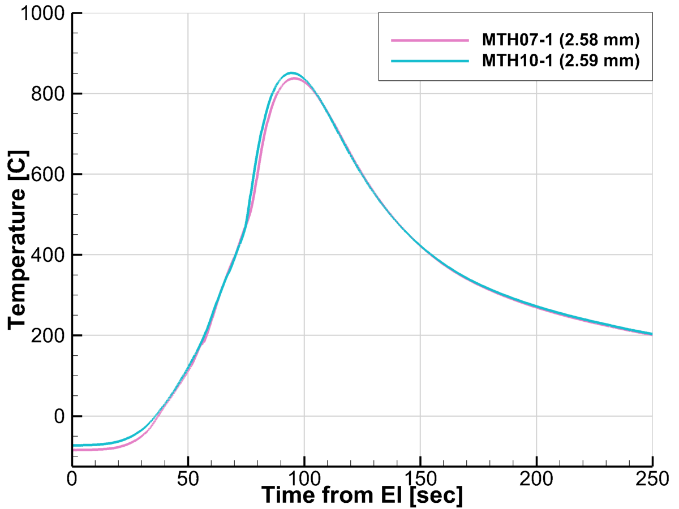 1000
MTH07-1 (2.58 mm)
MTH10-1 (2.59 mm)
800
600
400
200
0
Temperature [C]
0 50 100 150 200 250
Time from EI [sec]